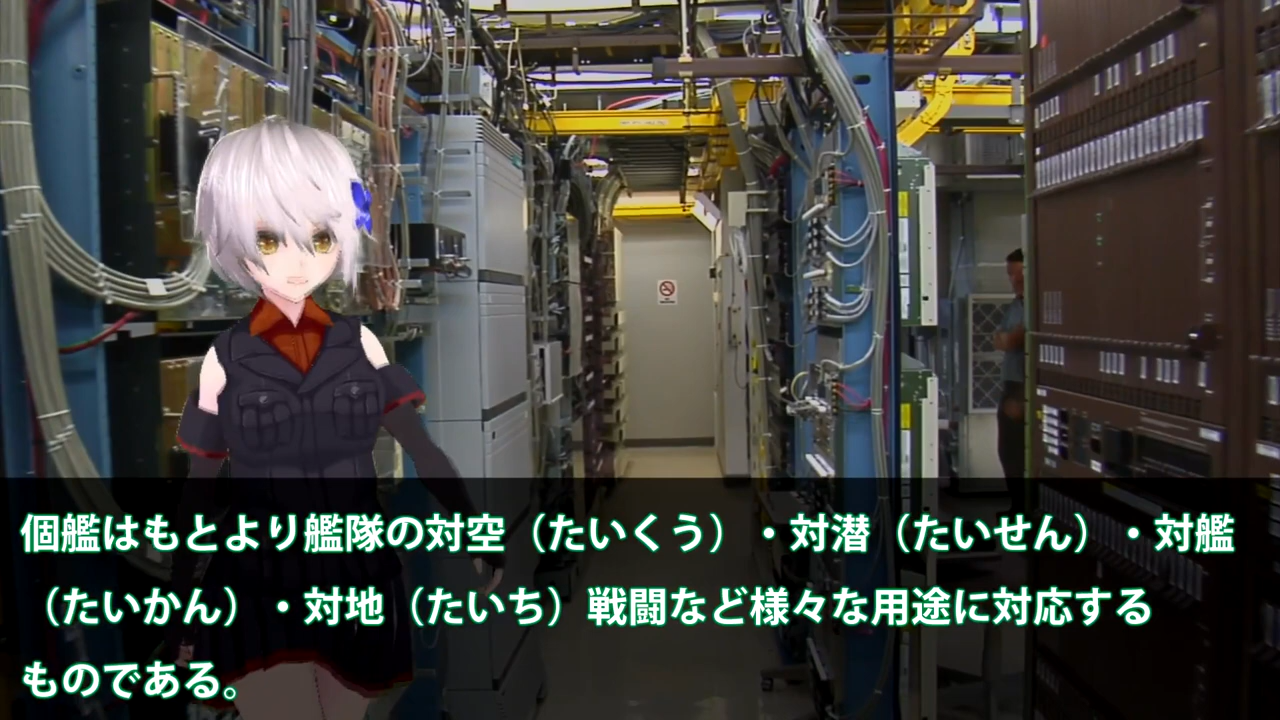 個艦はもとより艦隊の対空（たいくう）・対潜（たいせん）・対艦
（たいかん）・対地（たいち）戦闘など様々な用途に対応する
ものである。